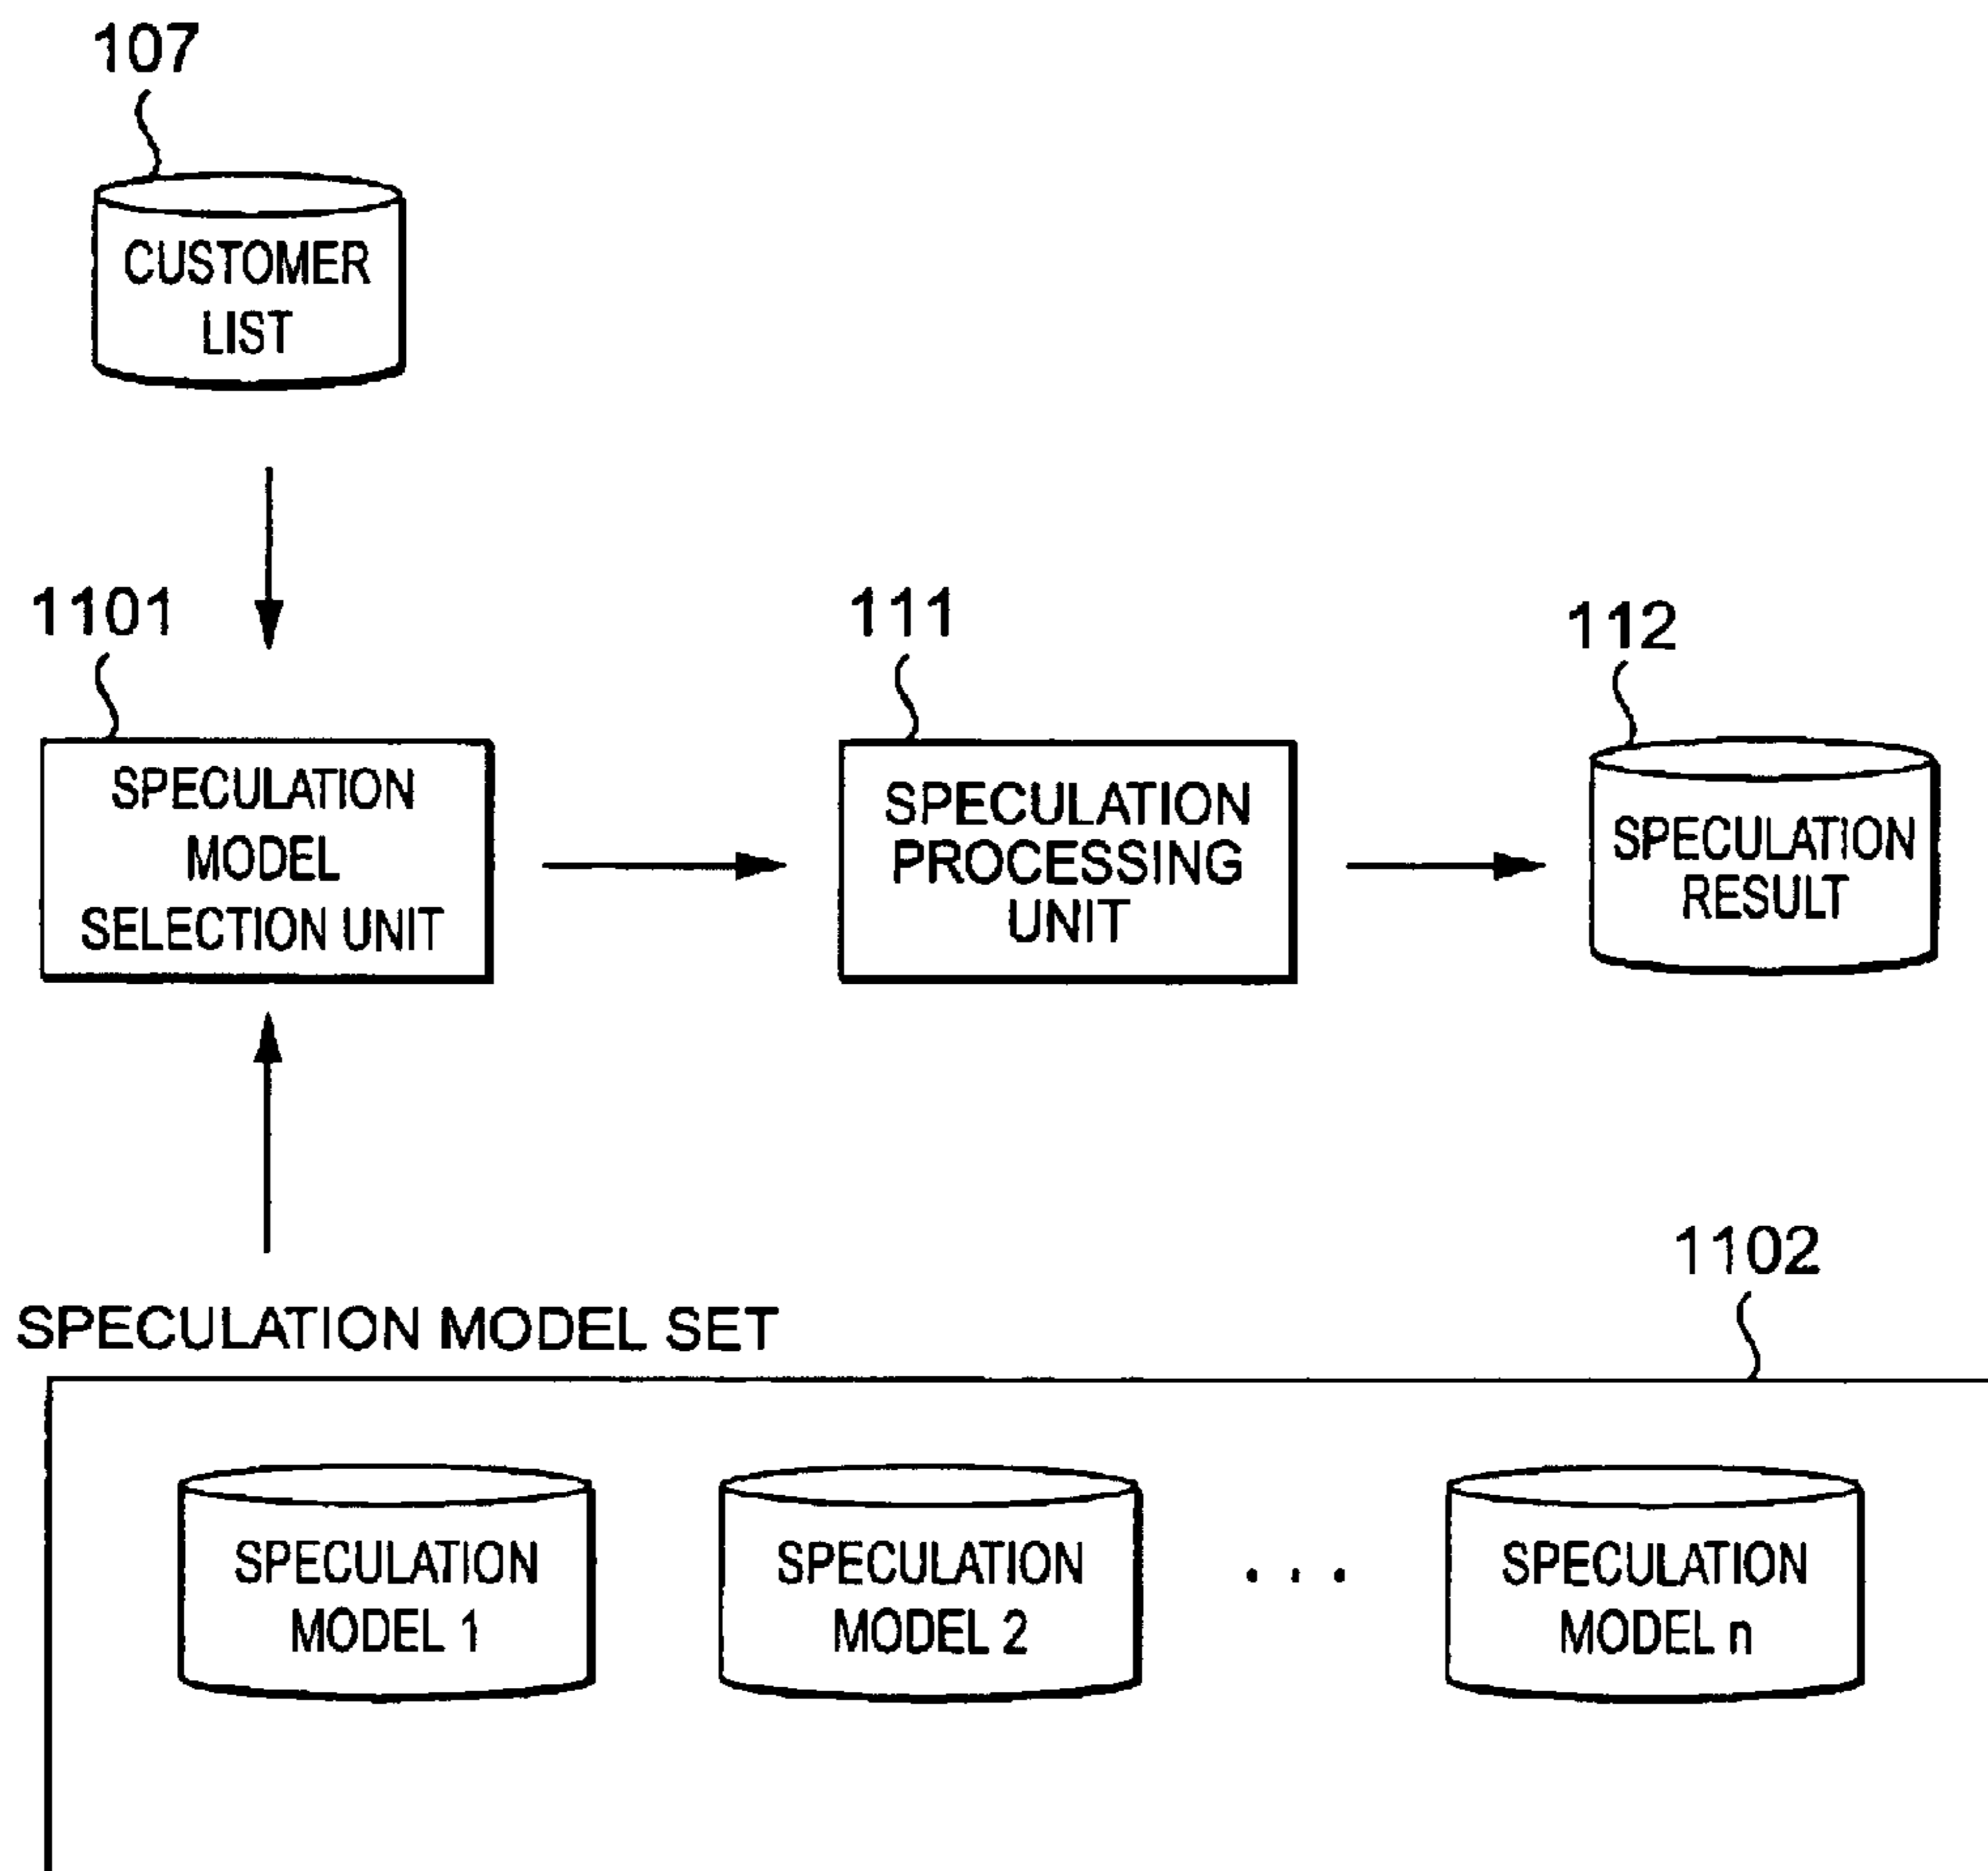 107
CUSTOMER
LIST
1101
111
112
SPECULATION
MODEL
SELECTION UNIT
SPECULATION
PROCESSING
UNIT
SPECULATION
RESULT
1102
SPECULATION MODEL SET
SPECULATION
MODEL 1
SPECULATION
MODEL 2
...
SPECULATION
MODEL n